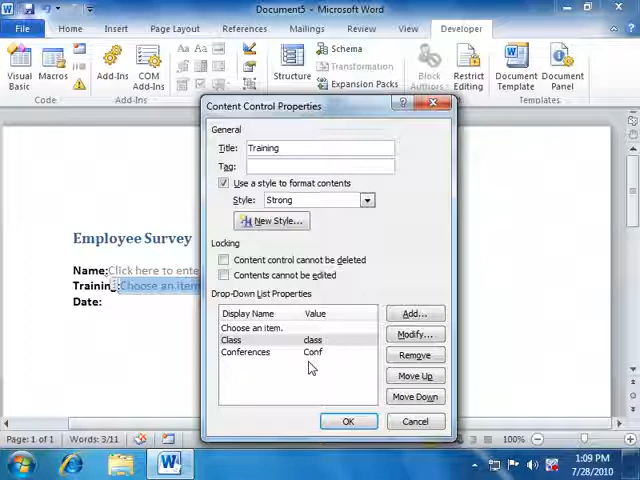 Document5 - Microsoft Word
File Home Insert Page Layout References Mailings Review View Developer
Visual Basic
Macros
Code
Add-Ins
COM Add-Ins
Add-Ins
Aa Aa
Structure
Schema
Transformation
Expansion Packs
Block Authors
Restrict Editing
Document Template
Document Panel
Templates
Content Control Properties
General
Title: Training
Tag:
Use a style to format contents
Style: Strong
New Style...
Locking
Content control cannot be deleted
Contents cannot be edited
Drop-Down List Properties
Display Name Value
Choose an item.
Class class
Conferences Conf
Add...
Modify...
Remove
Move Up
Move Down
OK Cancel
Employee Survey
Name: Click here to ente
Training: Choose an item
Date:
Page: 1 of 1 Words: 3/11 100%
1:09 PM
7/28/2010